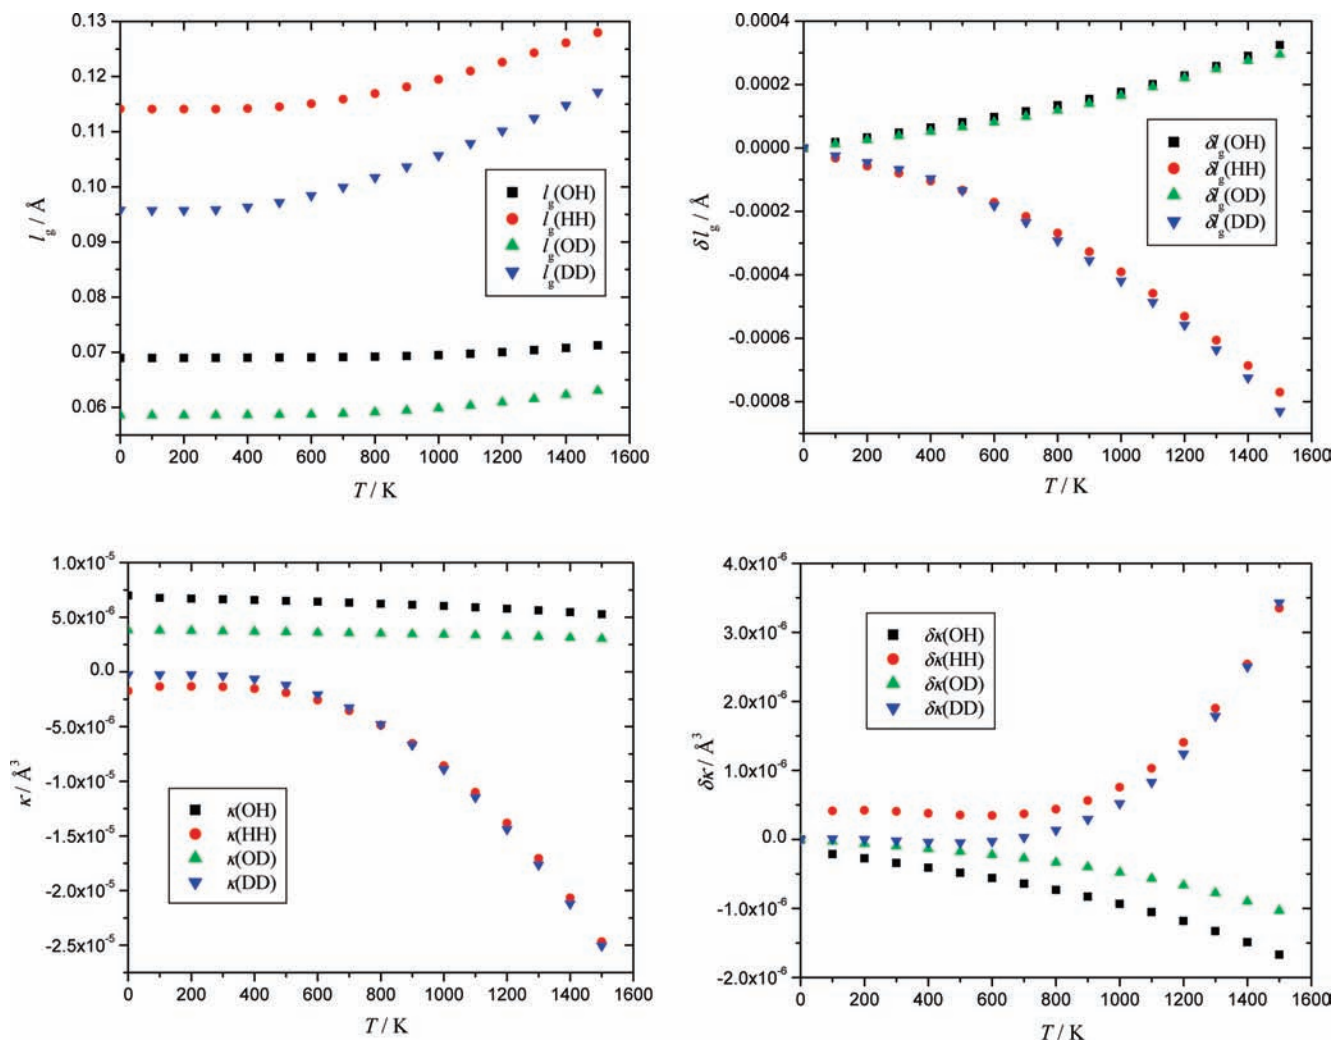 0.13
0.12
0.11
0.10
0.09
0.08
0.07
0.06
l_g / Å
l_g(OH)
l_g(HH)
l_g(OD)
l_g(DD)
0 200 400 600 800 1000 1200 1400 1600
T / K
0.0004
0.0002
0.0000
-0.0002
-0.0004
-0.0006
-0.0008
δl_g / Å
δl_g(OH)
δl_g(HH)
δl_g(OD)
δl_g(DD)
0 200 400 600 800 1000 1200 1400 1600
T / K
1.0x10⁻⁵
5.0x10⁻⁶
0.0
-5.0x10⁻⁶
-1.0x10⁻⁵
-1.5x10⁻⁵
-2.0x10⁻⁵
-2.5x10⁻⁵
κ / Å³
κ(OH)
κ(HH)
κ(OD)
κ(DD)
0 200 400 600 800 1000 1200 1400 1600
T / K
4.0x10⁻⁶
3.0x10⁻⁶
2.0x10⁻⁶
1.0x10⁻⁶
0.0
-1.0x10⁻⁶
-2.0x10⁻⁶
δκ / Å³
δκ(OH)
δκ(HH)
δκ(OD)
δκ(DD)
0 200 400 600 800 1000 1200 1400 1600
T / K